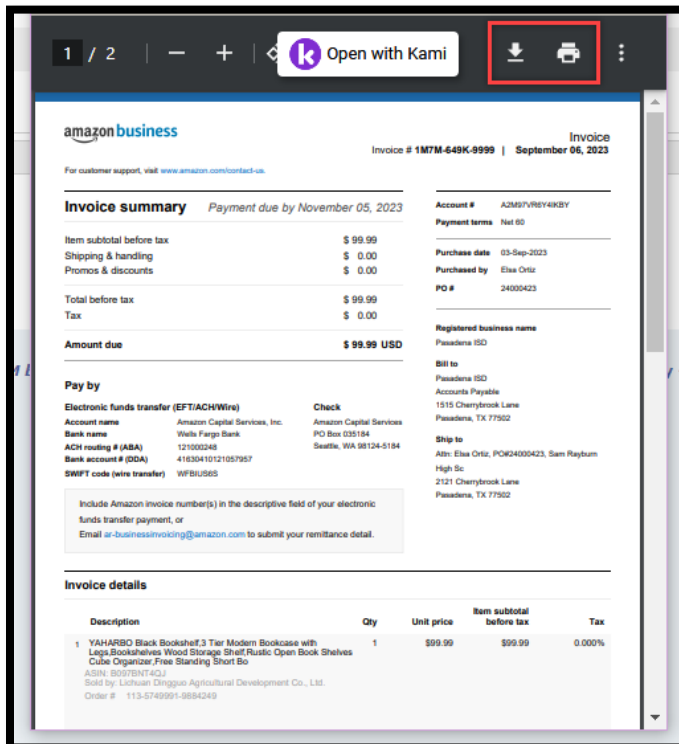 1 / 2
Open with Kami
amazon business
Invoice
Invoice # 1M7M-649K-9999 | September 06, 2023
For customer support, visit www.amazon.com/contact-us.
Invoice summary Payment due by November 05, 2023
Item subtotal before tax $ 99.99
Shipping & handling $ 0.00
Promos & discounts $ 0.00
Total before tax $ 99.99
Tax $ 0.00
Amount due $ 99.99 USD
Account # A2M97VR6Y4IKBY
Payment terms Net 60
Purchase date 03-Sep-2023
Purchased by Elsa Ortiz
PO # 24000423
Registered business name
Pasadena ISD
Bill to
Pasadena ISD
Accounts Payable
1515 Cherrybrook Lane
Pasadena, TX 77502
Ship to
Attn: Elsa Ortiz, PO#24000423, Sam Rayburn
High Sc
2121 Cherrybrook Lane
Pasadena, TX 77502
Pay by
Electronic funds transfer (EFT/ACH/Wire)
Account name Amazon Capital Services, Inc.
Bank name Wells Fargo Bank
ACH routing # (ABA) 121000248
Bank account # (DDA) 41630410121057957
SWIFT code (wire transfer) WFBIUS6S
Check
Amazon Capital Services
PO Box 035184
Seattle, WA 98124-5184
Include Amazon invoice number(s) in the descriptive field of your electronic
funds transfer payment, or
Email ar-businessinvoicing@amazon.com to submit your remittance detail.
Invoice details
Description Qty Unit price Item subtotal before tax Tax
1 YAHARBO Black Bookshelf,3 Tier Modern Bookcase with 1 $99.99 $99.99 0.000%
Legs,Bookshelves Wood Storage Shelf,Rustic Open Book Shelves
Cube Organizer,Free Standing Short Bo
ASIN: B097BNT4QJ
Sold by: Lichuan Dingguo Agricultural Development Co., Ltd.
Order # 113-5749991-9884249